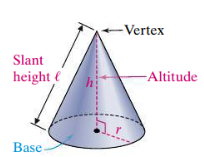 Vertex
Slant
height ℓ
h
Altitude
r
Base